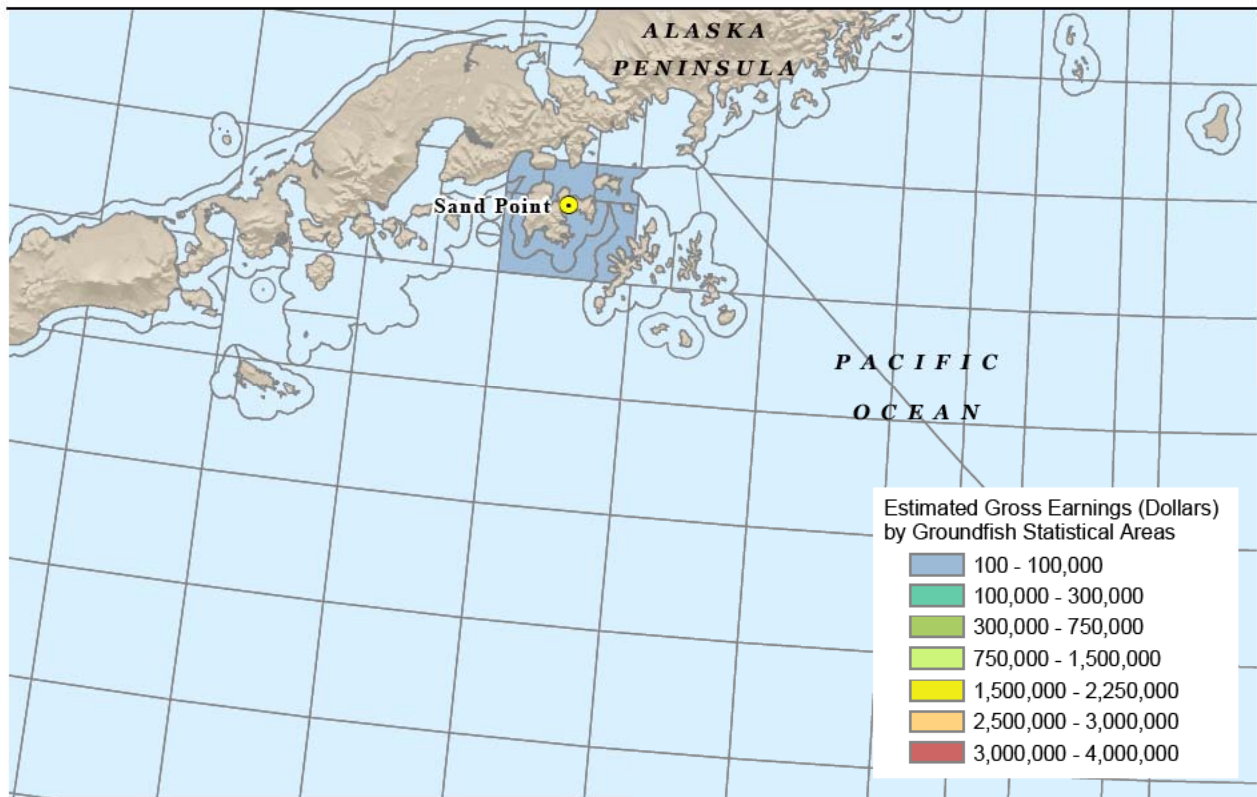 ALASKA
PENINSULA
Sand Point
PACIFIC
OCEAN
Estimated Gross Earnings (Dollars)
by Groundfish Statistical Areas
100 - 100,000
100,000 - 300,000
300,000 - 750,000
750,000 - 1,500,000
1,500,000 - 2,250,000
2,500,000 - 3,000,000
3,000,000 - 4,000,000